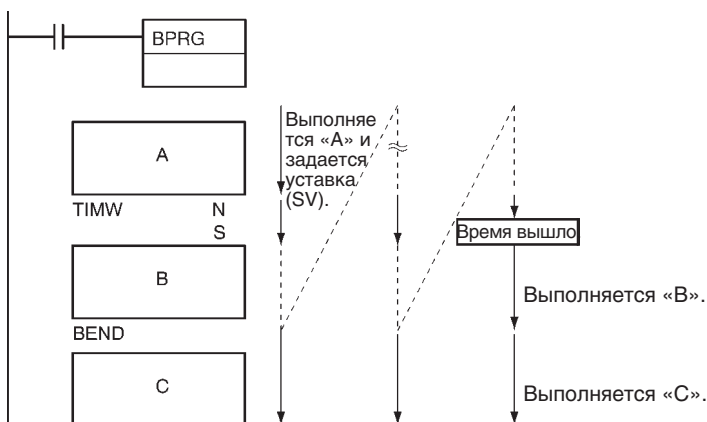 BPRG
A
Выполняе
тся «A» и
задается
уставка
(SV).
TIMW N
S
Время вышло
B
Выполняется «B».
BEND
C
Выполняется «C».